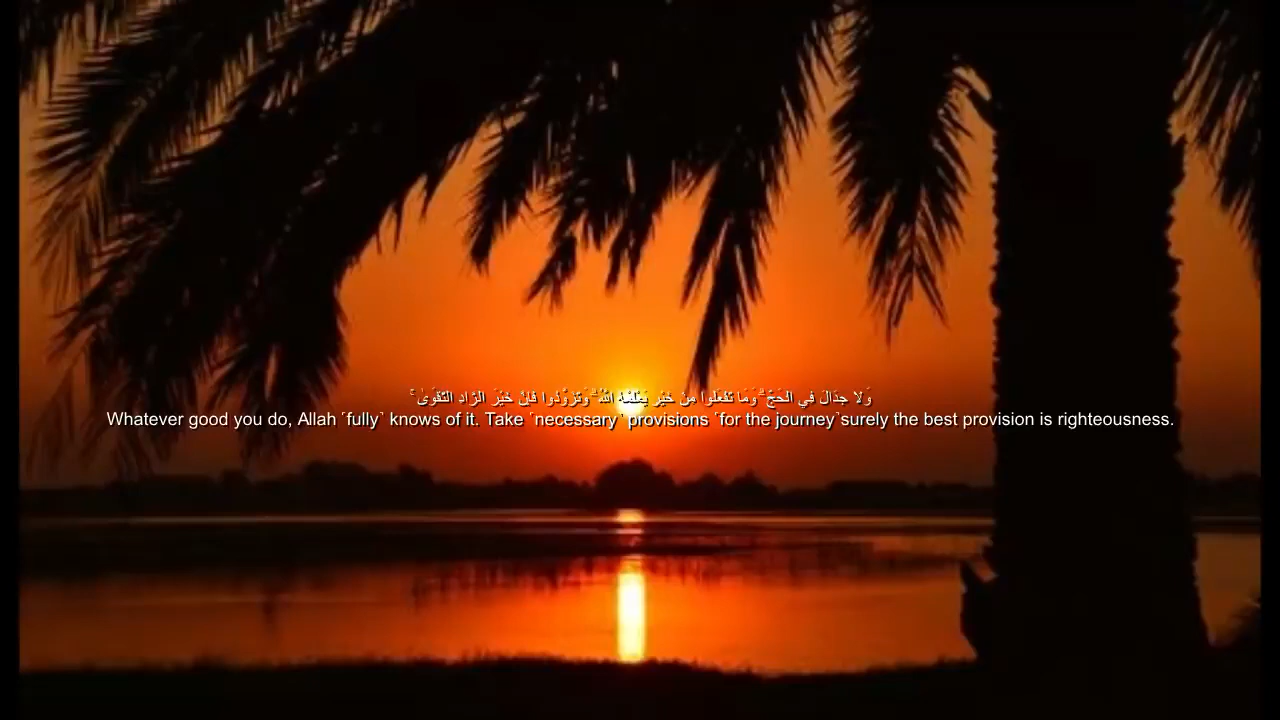 وَلَا جِدَالَ فِي الْحَجِّ ۗ وَمَا تَفْعَلُوا مِنْ خَيْرٍ يَعْلَمْهُ اللَّهُ ۗ وَتَزَوَّدُوا فَإِنَّ خَيْرَ الزَّادِ التَّقْوَىٰ ۚ
Whatever good you do, Allah ˹fully˺ knows of it. Take ˹necessary˺ provisions ˹for the journey˺surely the best provision is righteousness.